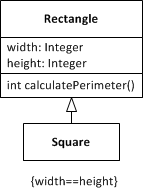 Rectangle
width: Integer
height: Integer
int calculatePerimeter()
Square
{width==height}